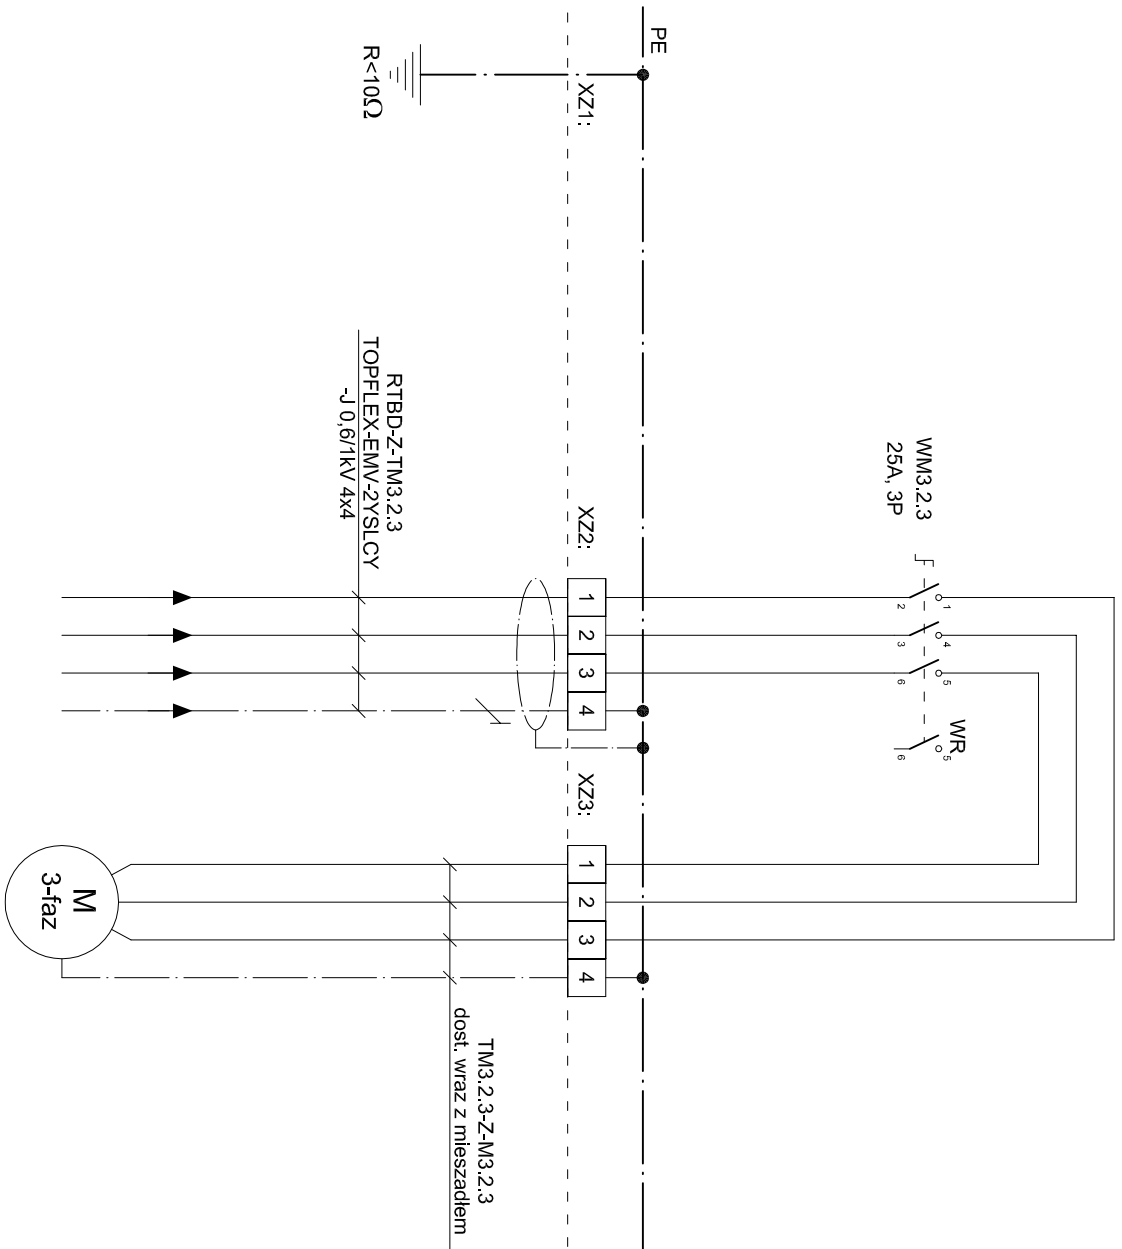 PE
XZ1:
R<10Ω
WM3.2.3
25A, 3P
1
2
4
3
5
6
WR
5
6
RTBD-Z-TM3.2.3
TOPFLEX-EMV-2YSLCY
-J 0,6/1kV 4x4
XZ2:
1
2
3
4
XZ3:
1
2
3
4
M
3-faz
TM3.2.3-Z-M3.2.3
dost. wraz z mieszadłem